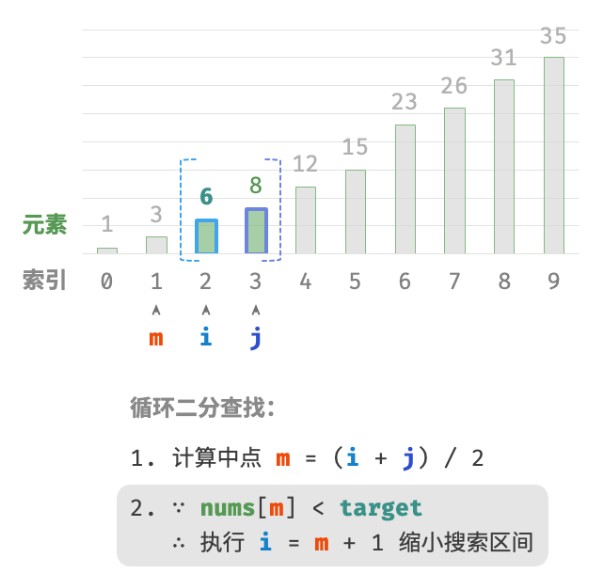 35
31
26
23
15
12
8
6
3
1
元素
索引 0 1 2 3 4 5 6 7 8 9
m i j
循环二分查找:
1. 计算中点 m = (i + j) / 2
2. ∵ nums[m] < target
∴ 执行 i = m + 1 缩小搜索区间